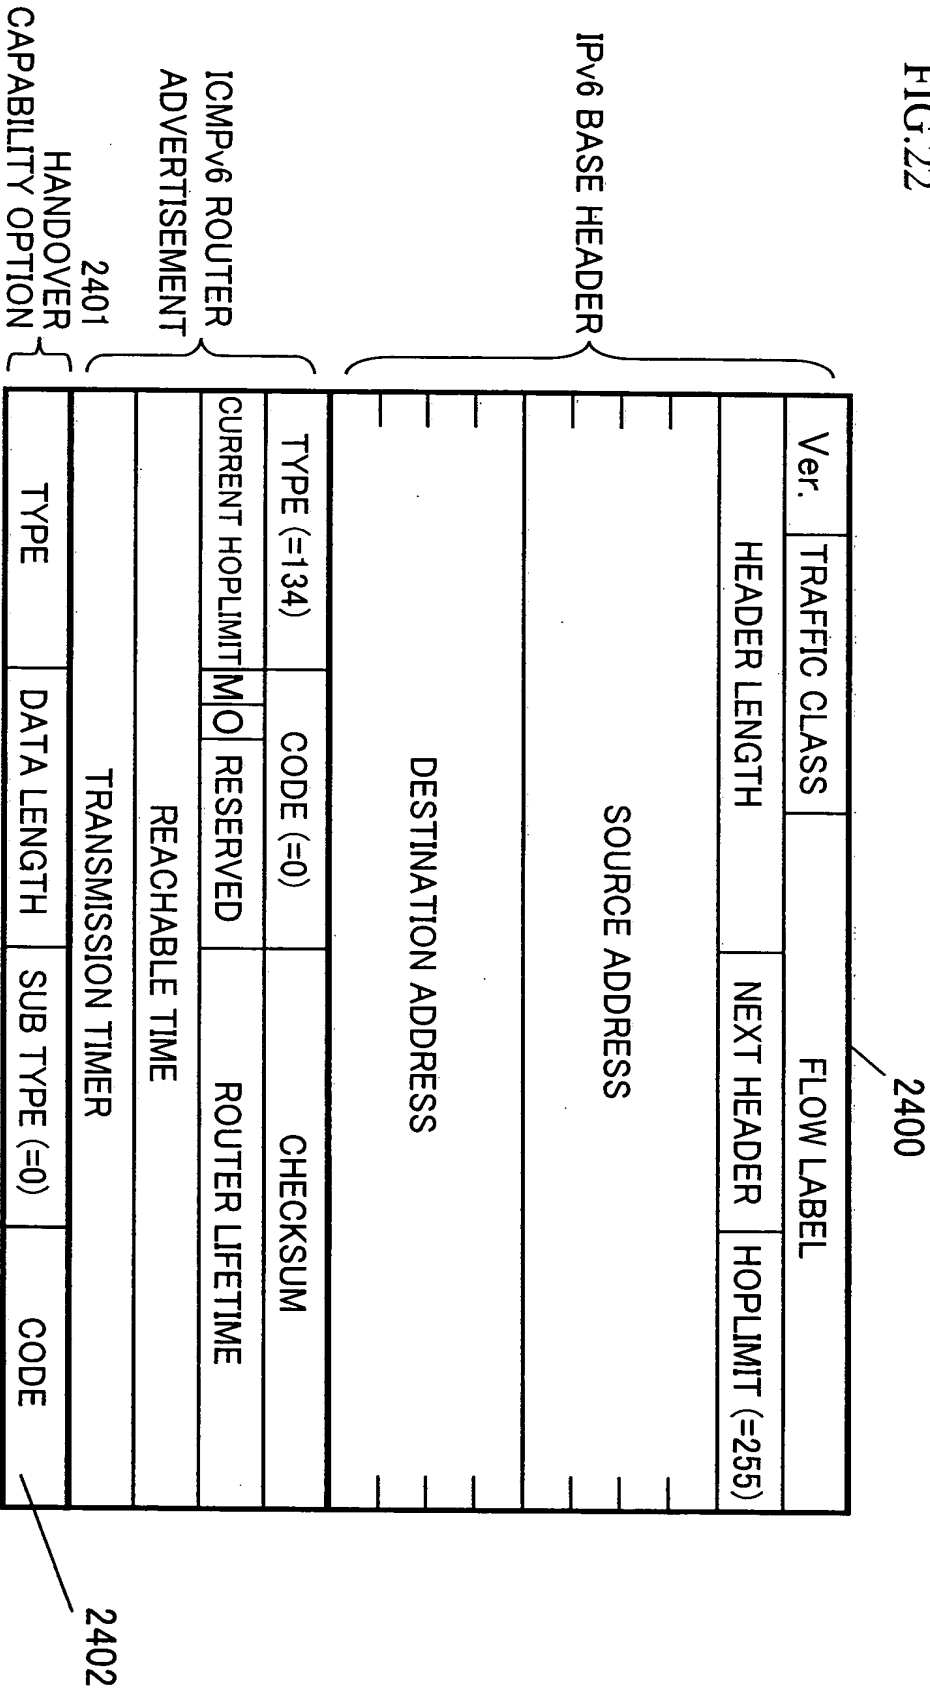 FIG.22
2400
IPv6 BASE HEADER
Ver. TRAFFIC CLASS FLOW LABEL
HEADER LENGTH NEXT HEADER HOPLIMIT (=255)
SOURCE ADDRESS
DESTINATION ADDRESS
ICMPv6 ROUTER
ADVERTISEMENT
TYPE (=134) CODE (=0) CHECKSUM
CURRENT HOPLIMIT M O RESERVED ROUTER LIFETIME
REACHABLE TIME
TRANSMISSION TIMER
2401
HANDOVER
CAPABILITY OPTION
TYPE DATA LENGTH SUB TYPE (=0) CODE
2402